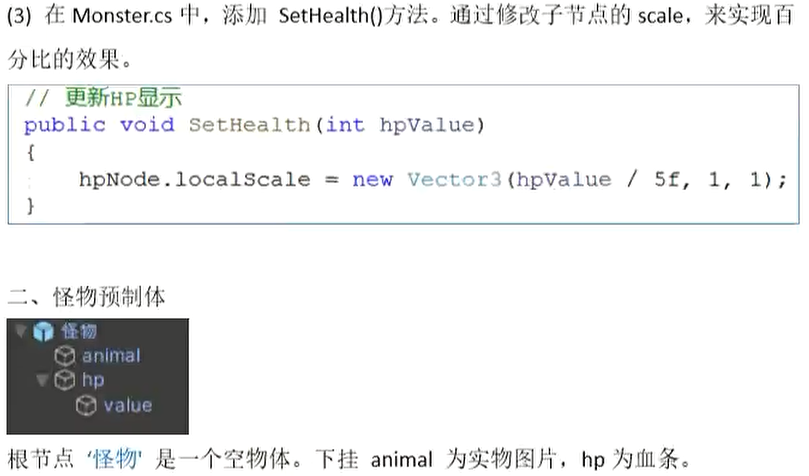 (3) 在 Monster.cs 中，添加 SetHealth()方法。通过修改子节点的 scale，来实现百
分比的效果。
// 更新HP显示
public void SetHealth(int hpValue)
{
hpNode.localScale = new Vector3(hpValue / 5f, 1, 1);
}
二、怪物预制体
怪物
animal
hp
value
根节点 '怪物' 是一个空物体。下挂 animal 为实物图片，hp 为血条。